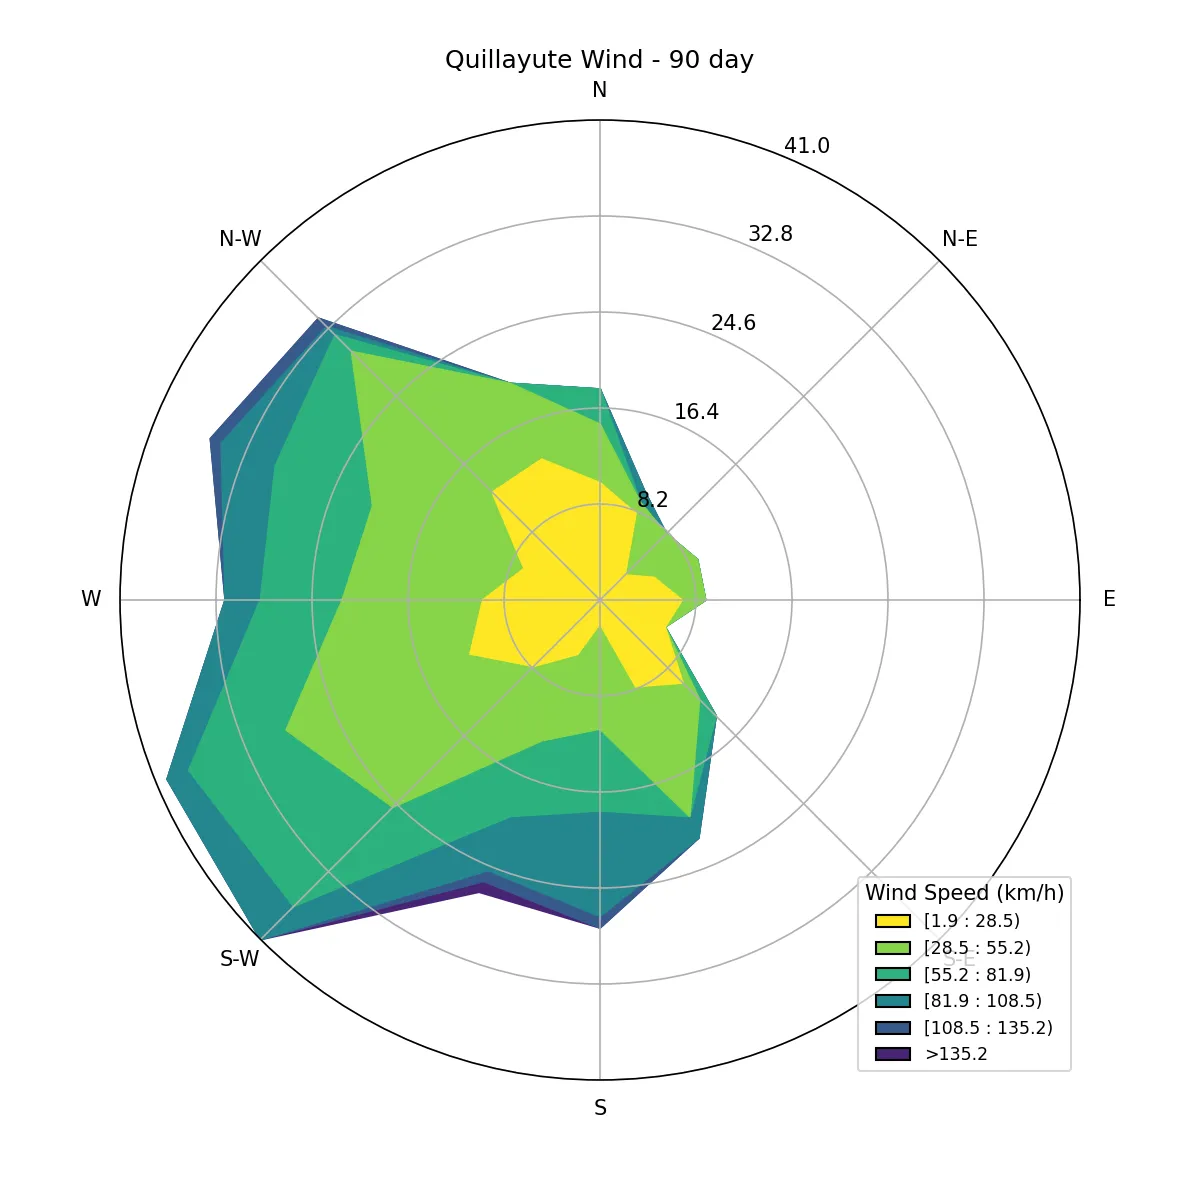 Quillayute Wind - 90 day
N
41.0
N-W
32.8
N-E
24.6
16.4
8.2
W
E
Wind Speed (km/h)
[1.9 : 28.5)
[28.5 : 55.2)
S-W
S-E
[55.2 : 81.9)
[81.9 : 108.5)
[108.5 : 135.2)
>135.2
S